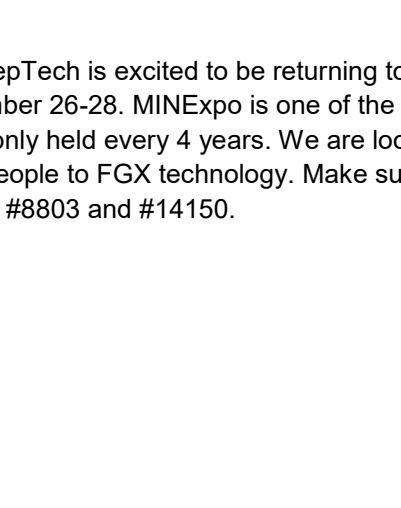 epTech is excited to be returning to
ber 26-28. MINExpo is one of the
only held every 4 years. We are loo
eople to FGX technology. Make su
#8803 and #14150.